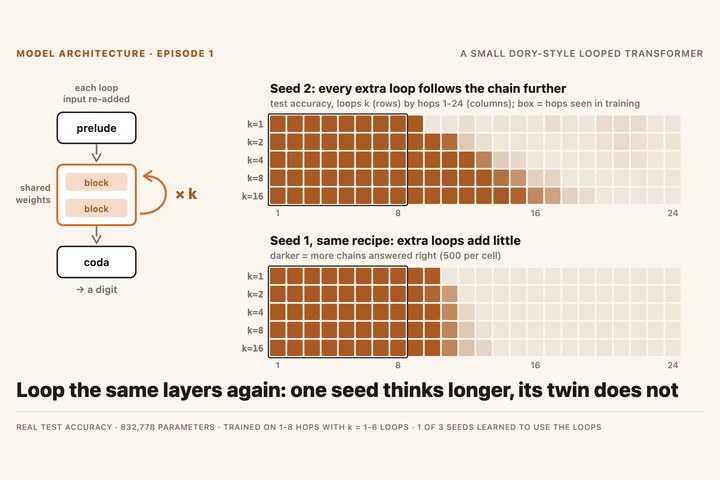 MODEL ARCHITECTURE · EPISODE 1
A SMALL DORY-STYLE LOOPED TRANSFORMER
each loop
input re-added
prelude
shared
weights
block
block
× k
coda
→ a digit
Seed 2: every extra loop follows the chain further
test accuracy, loops k (rows) by hops 1-24 (columns); box = hops seen in training
k=1
k=2
k=4
k=8
k=16
1 8 16 24
Seed 1, same recipe: extra loops add little
darker = more chains answered right (500 per cell)
k=1
k=2
k=4
k=8
k=16
1 8 16 24
Loop the same layers again: one seed thinks longer, its twin does not
REAL TEST ACCURACY · 832,778 PARAMETERS · TRAINED ON 1-8 HOPS WITH k = 1-6 LOOPS · 1 OF 3 SEEDS LEARNED TO USE THE LOOPS